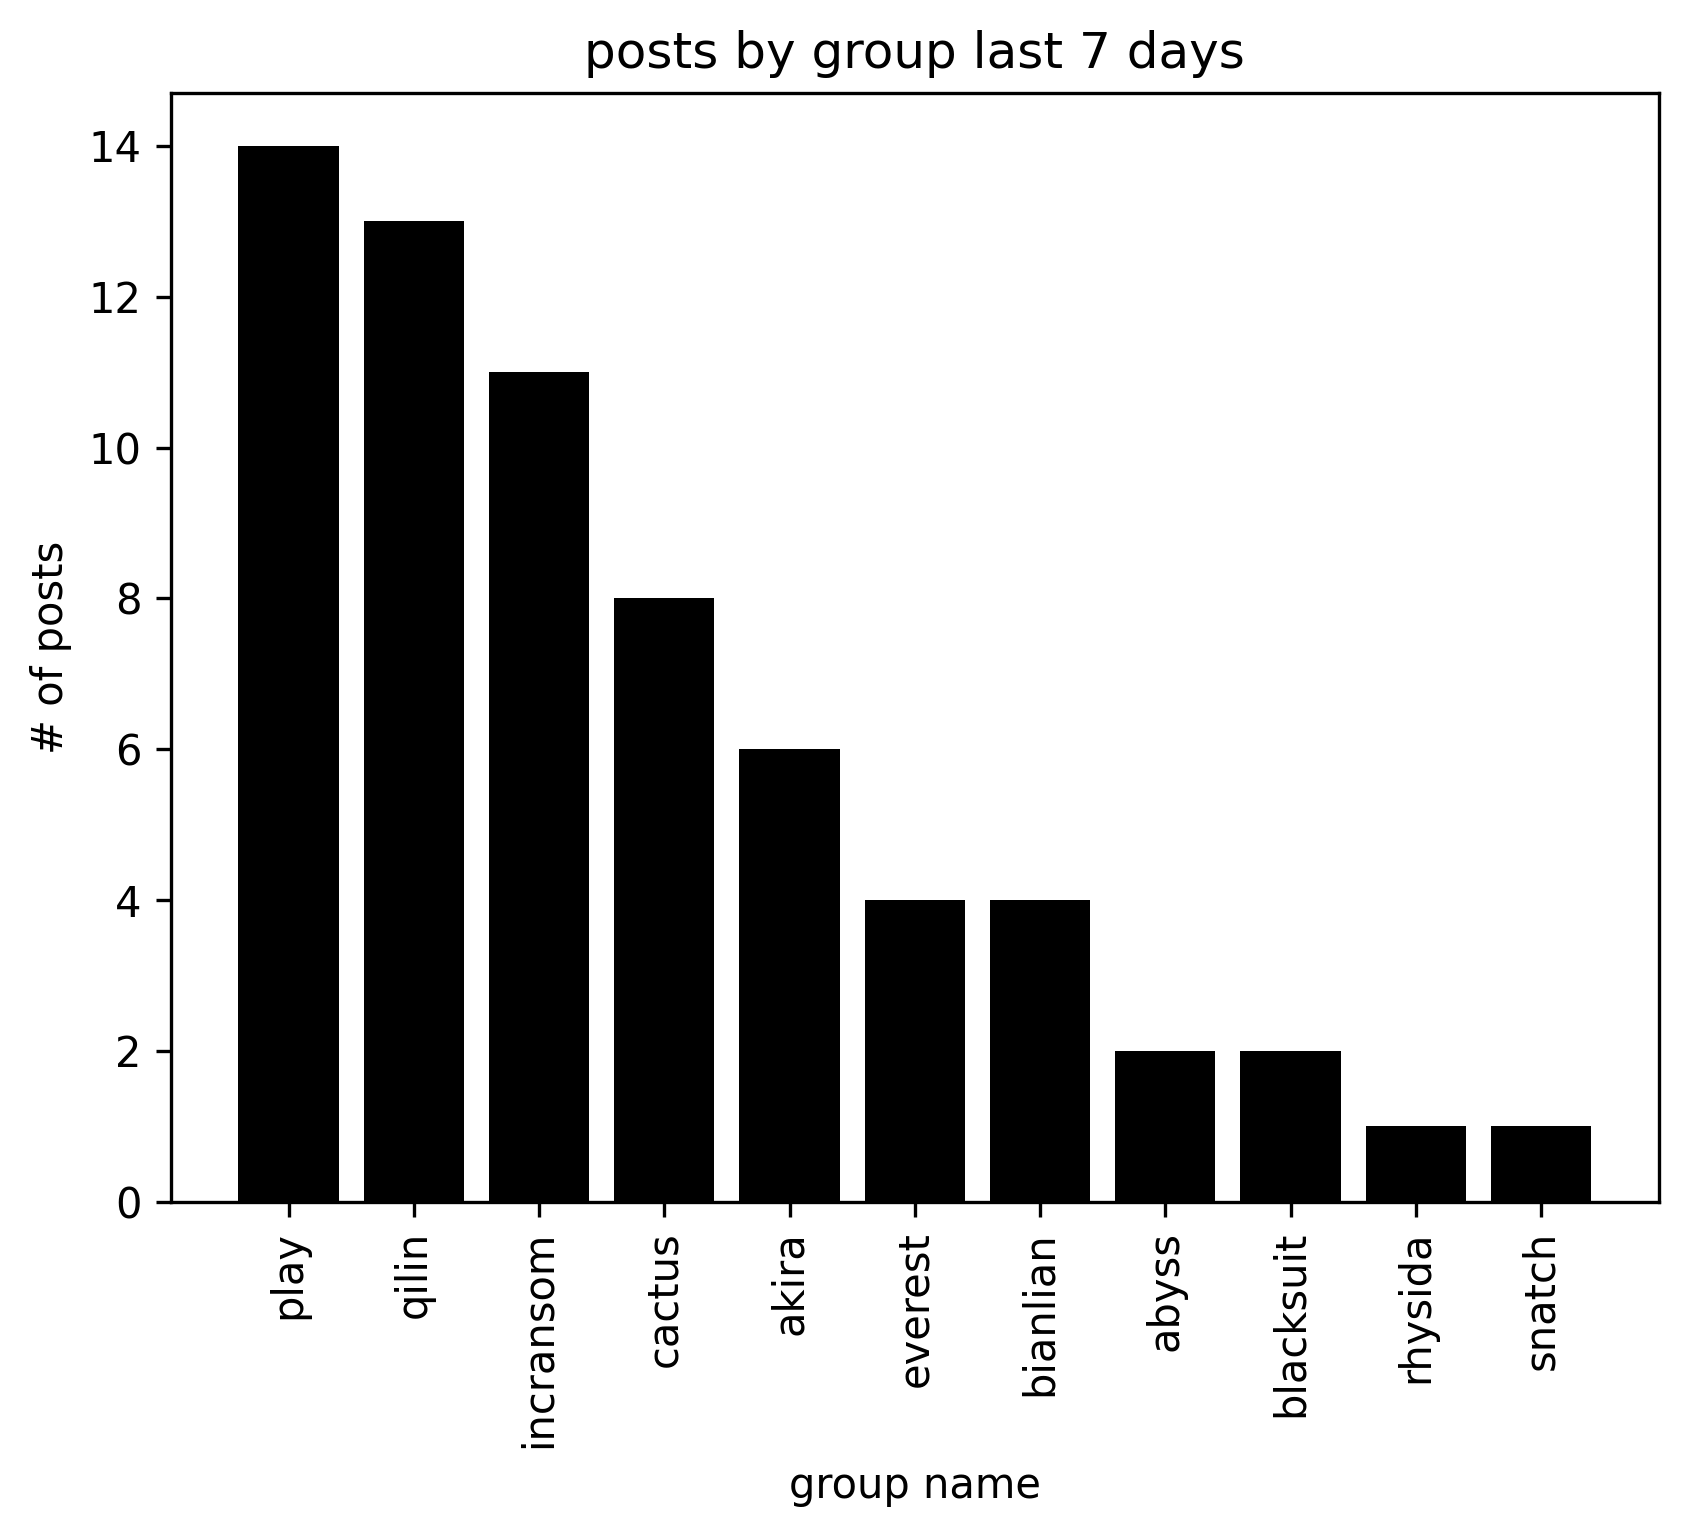 posts by group last 7 days
# of posts
14
12
10
8
6
4
2
0
play
qilin
incransom
cactus
akira
everest
bianlian
abyss
blacksuit
rhysida
snatch
group name